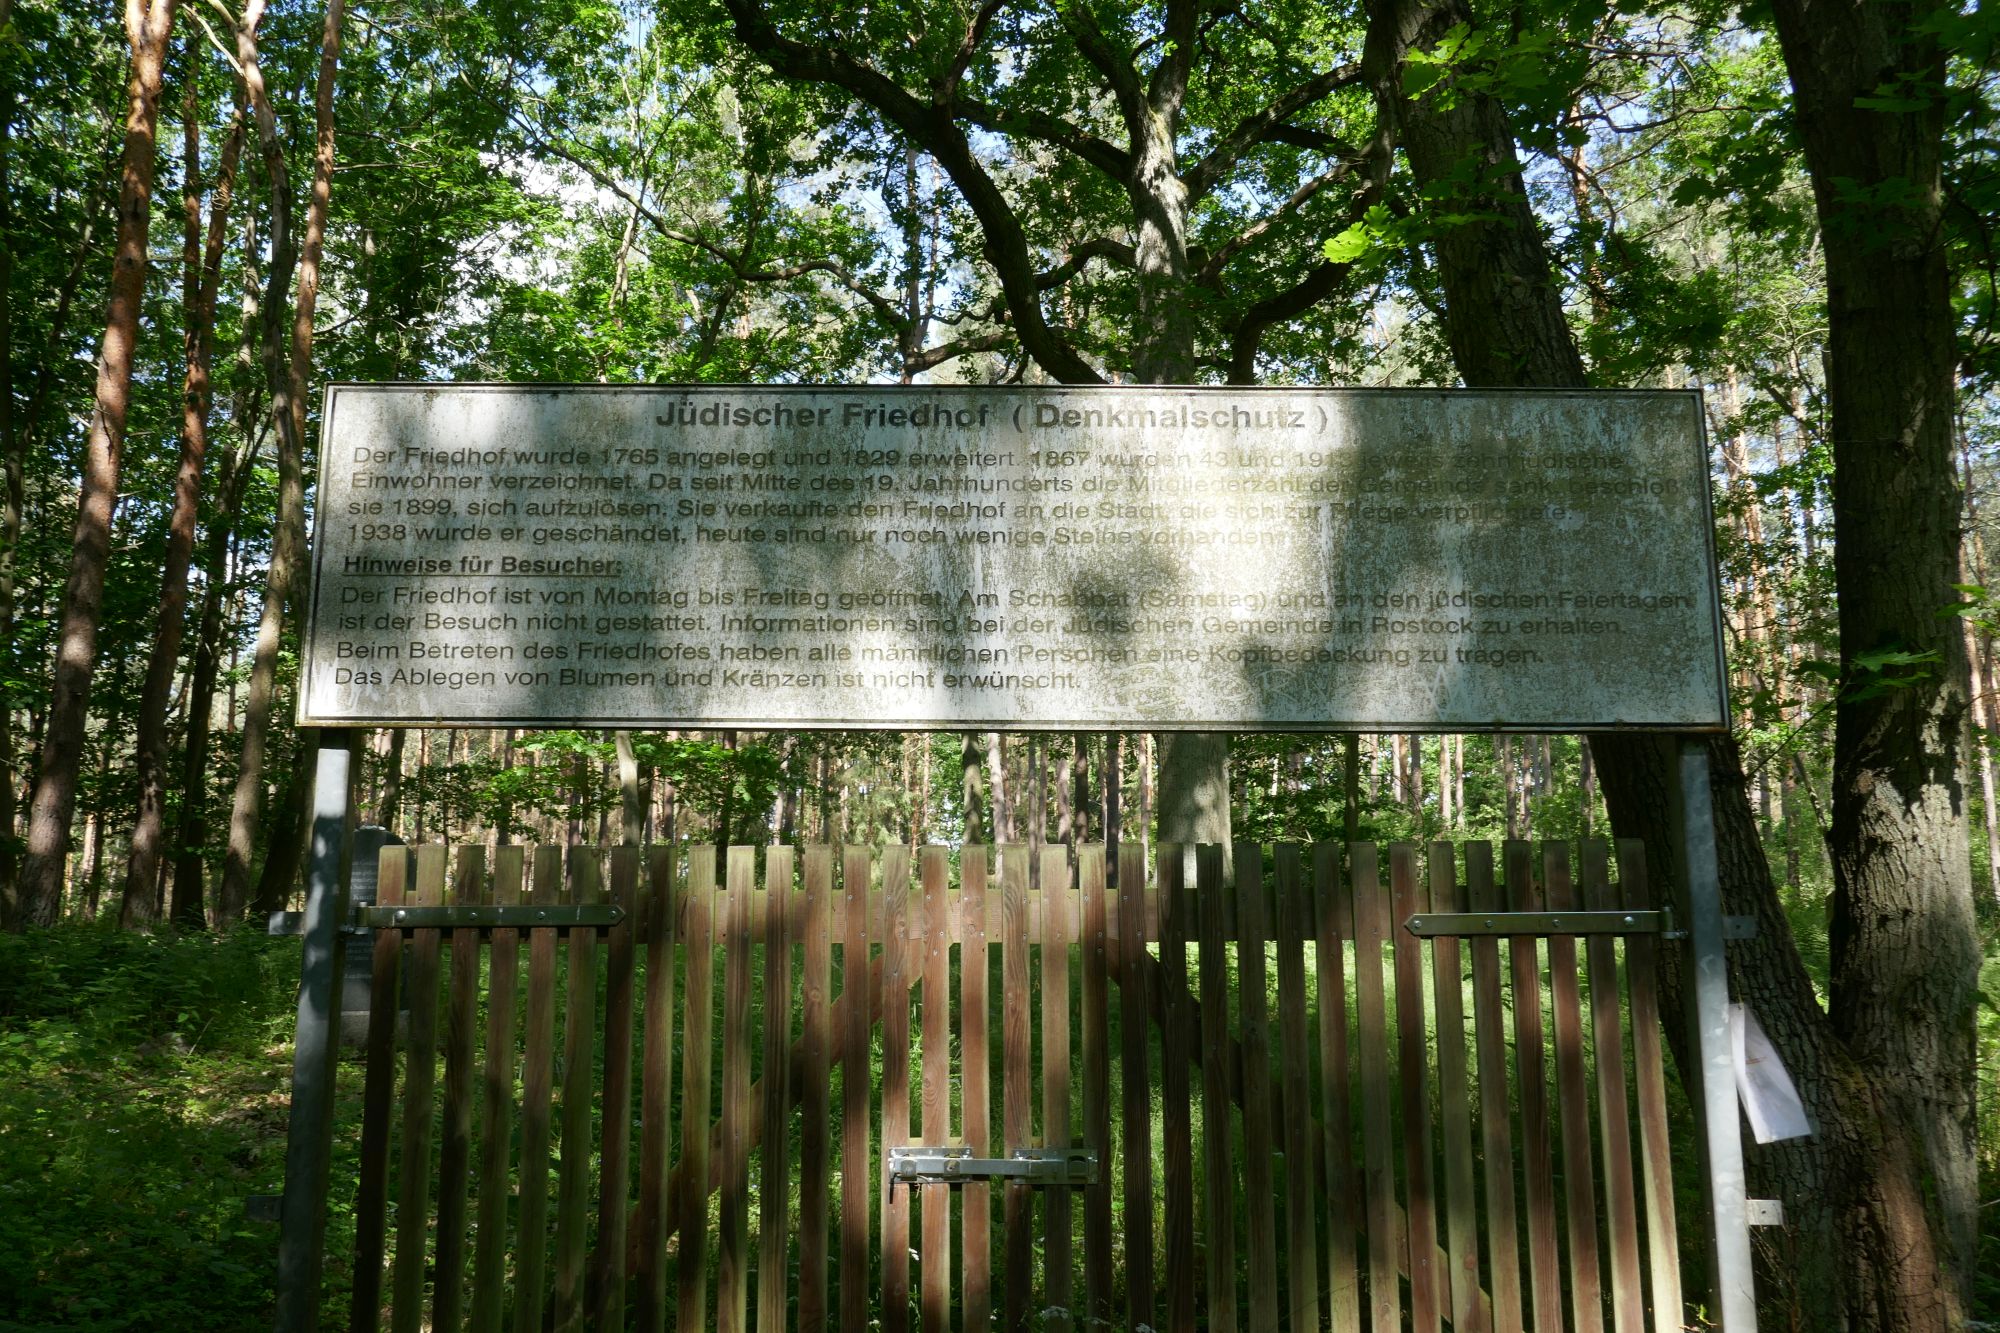 Jüdischer Friedhof ( Denkmalschutz )
Der Friedhof wurde 1765 angelegt und 1829 erweitert. 1867 wurden 43 und 1913 jeweils zehn jüdische
Einwohner verzeichnet. Da seit Mitte des 19. Jahrhunderts die Mitgliederzahl der Gemeinde sank, beschloß
sie 1899, sich aufzulösen. Sie verkaufte den Friedhof an die Stadt, die sich zur Pflege verpflichtete.
1938 wurde er geschändet, heute sind nur noch wenige Steine vorhanden.
Hinweise für Besucher:
Der Friedhof ist von Montag bis Freitag geöffnet. Am Schabbat (Samstag) und an den jüdischen Feiertagen
ist der Besuch nicht gestattet. Informationen sind bei der Jüdischen Gemeinde in Rostock zu erhalten.
Beim Betreten des Friedhofes haben alle männlichen Personen eine Kopfbedeckung zu tragen.
Das Ablegen von Blumen und Kränzen ist nicht erwünscht.